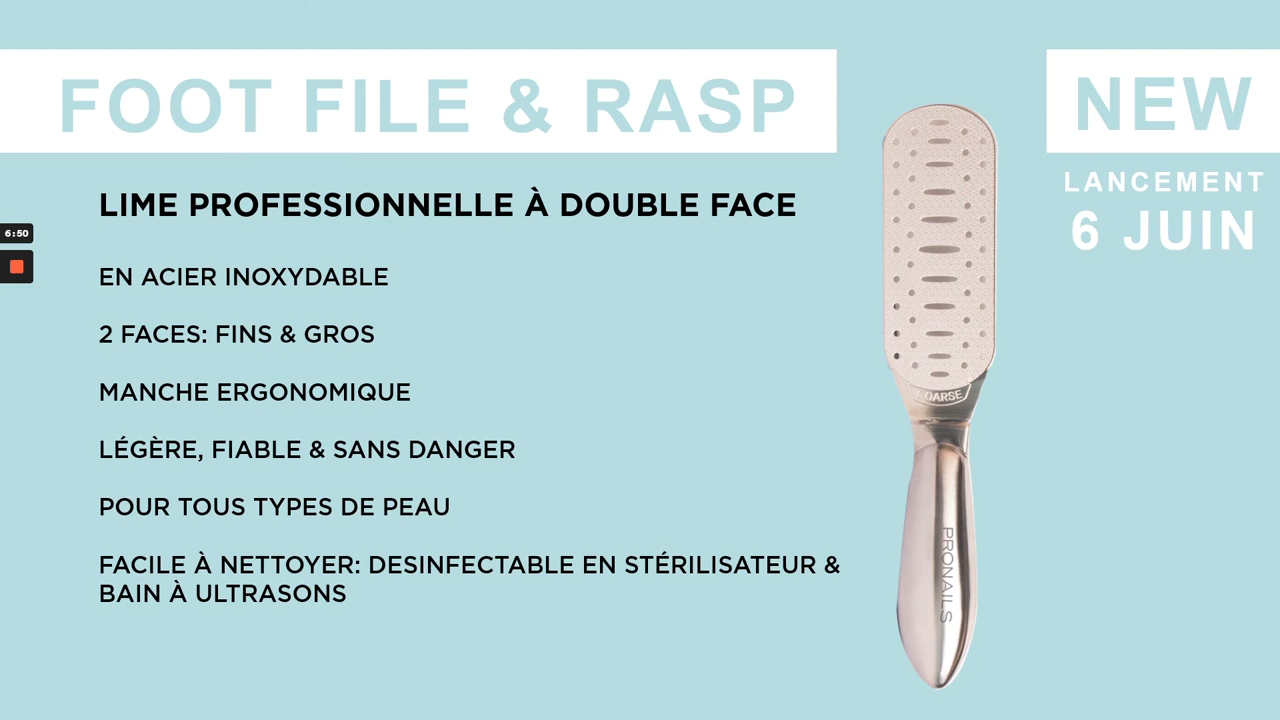 FOOT FILE & RASP
NEW
LANCEMENT
6 JUIN
LIME PROFESSIONNELLE À DOUBLE FACE
6:50
EN ACIER INOXYDABLE
2 FACES: FINS & GROS
MANCHE ERGONOMIQUE
LÉGÈRE, FIABLE & SANS DANGER
POUR TOUS TYPES DE PEAU
FACILE À NETTOYER: DESINFECTABLE EN STÉRILISATEUR &
BAIN À ULTRASONS
COARSE
PRONAILS